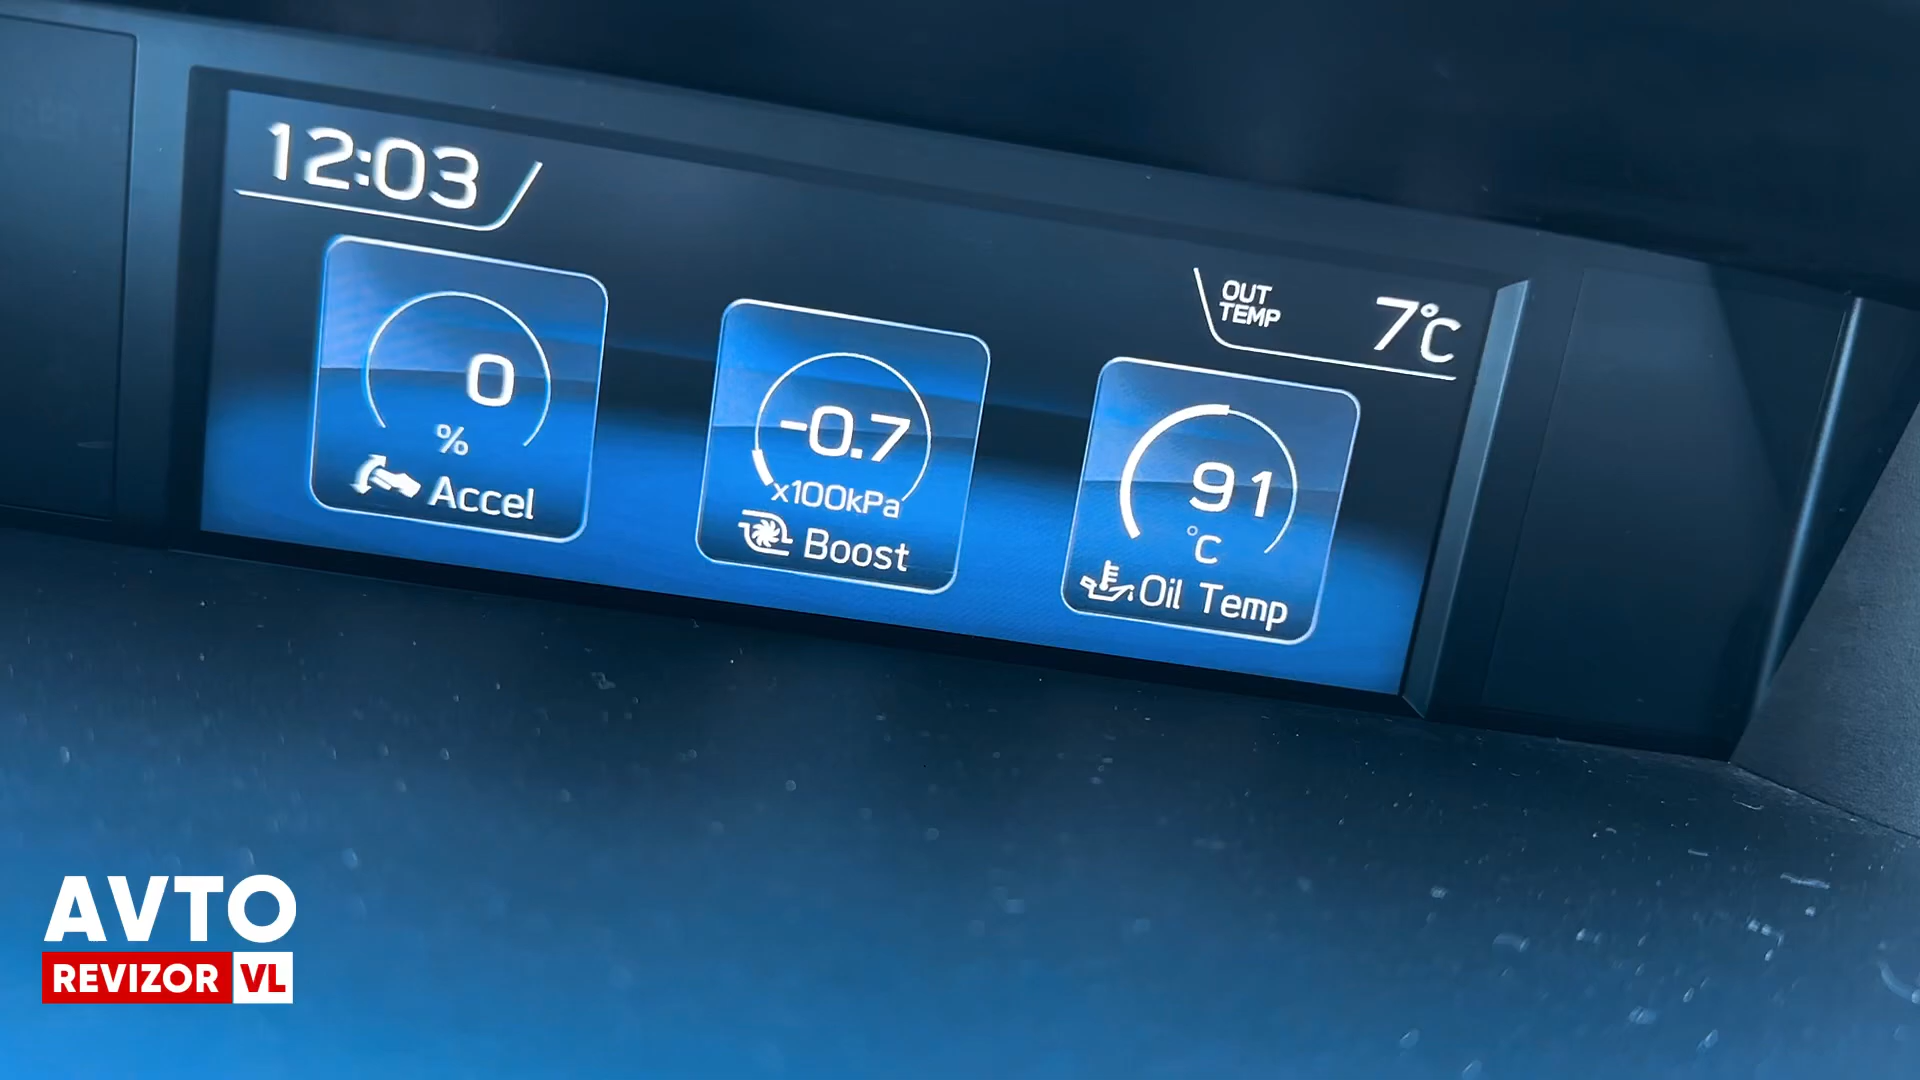 12:03
OUT
TEMP
7°C
0
%
Accel
-0.7
x100kPa
Boost
91
°C
Oil Temp
AVTO
REVIZOR VL